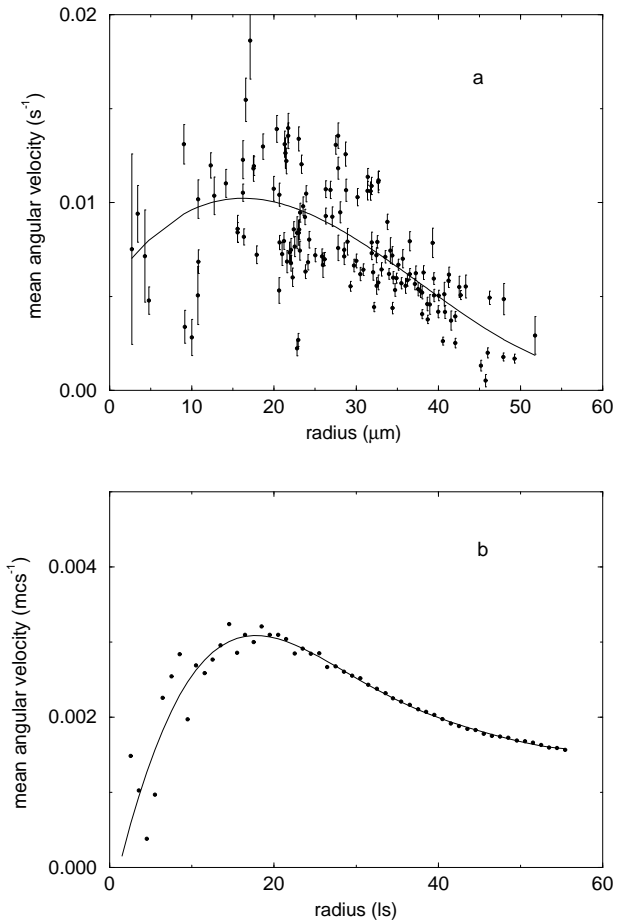 0.02
a
mean angular velocity (s⁻¹)
0.01
0.00
0 10 20 30 40 50 60
radius (μm)
b
0.004
mean angular velocity (mcs⁻¹)
0.002
0.000
0 20 40 60
radius (ls)